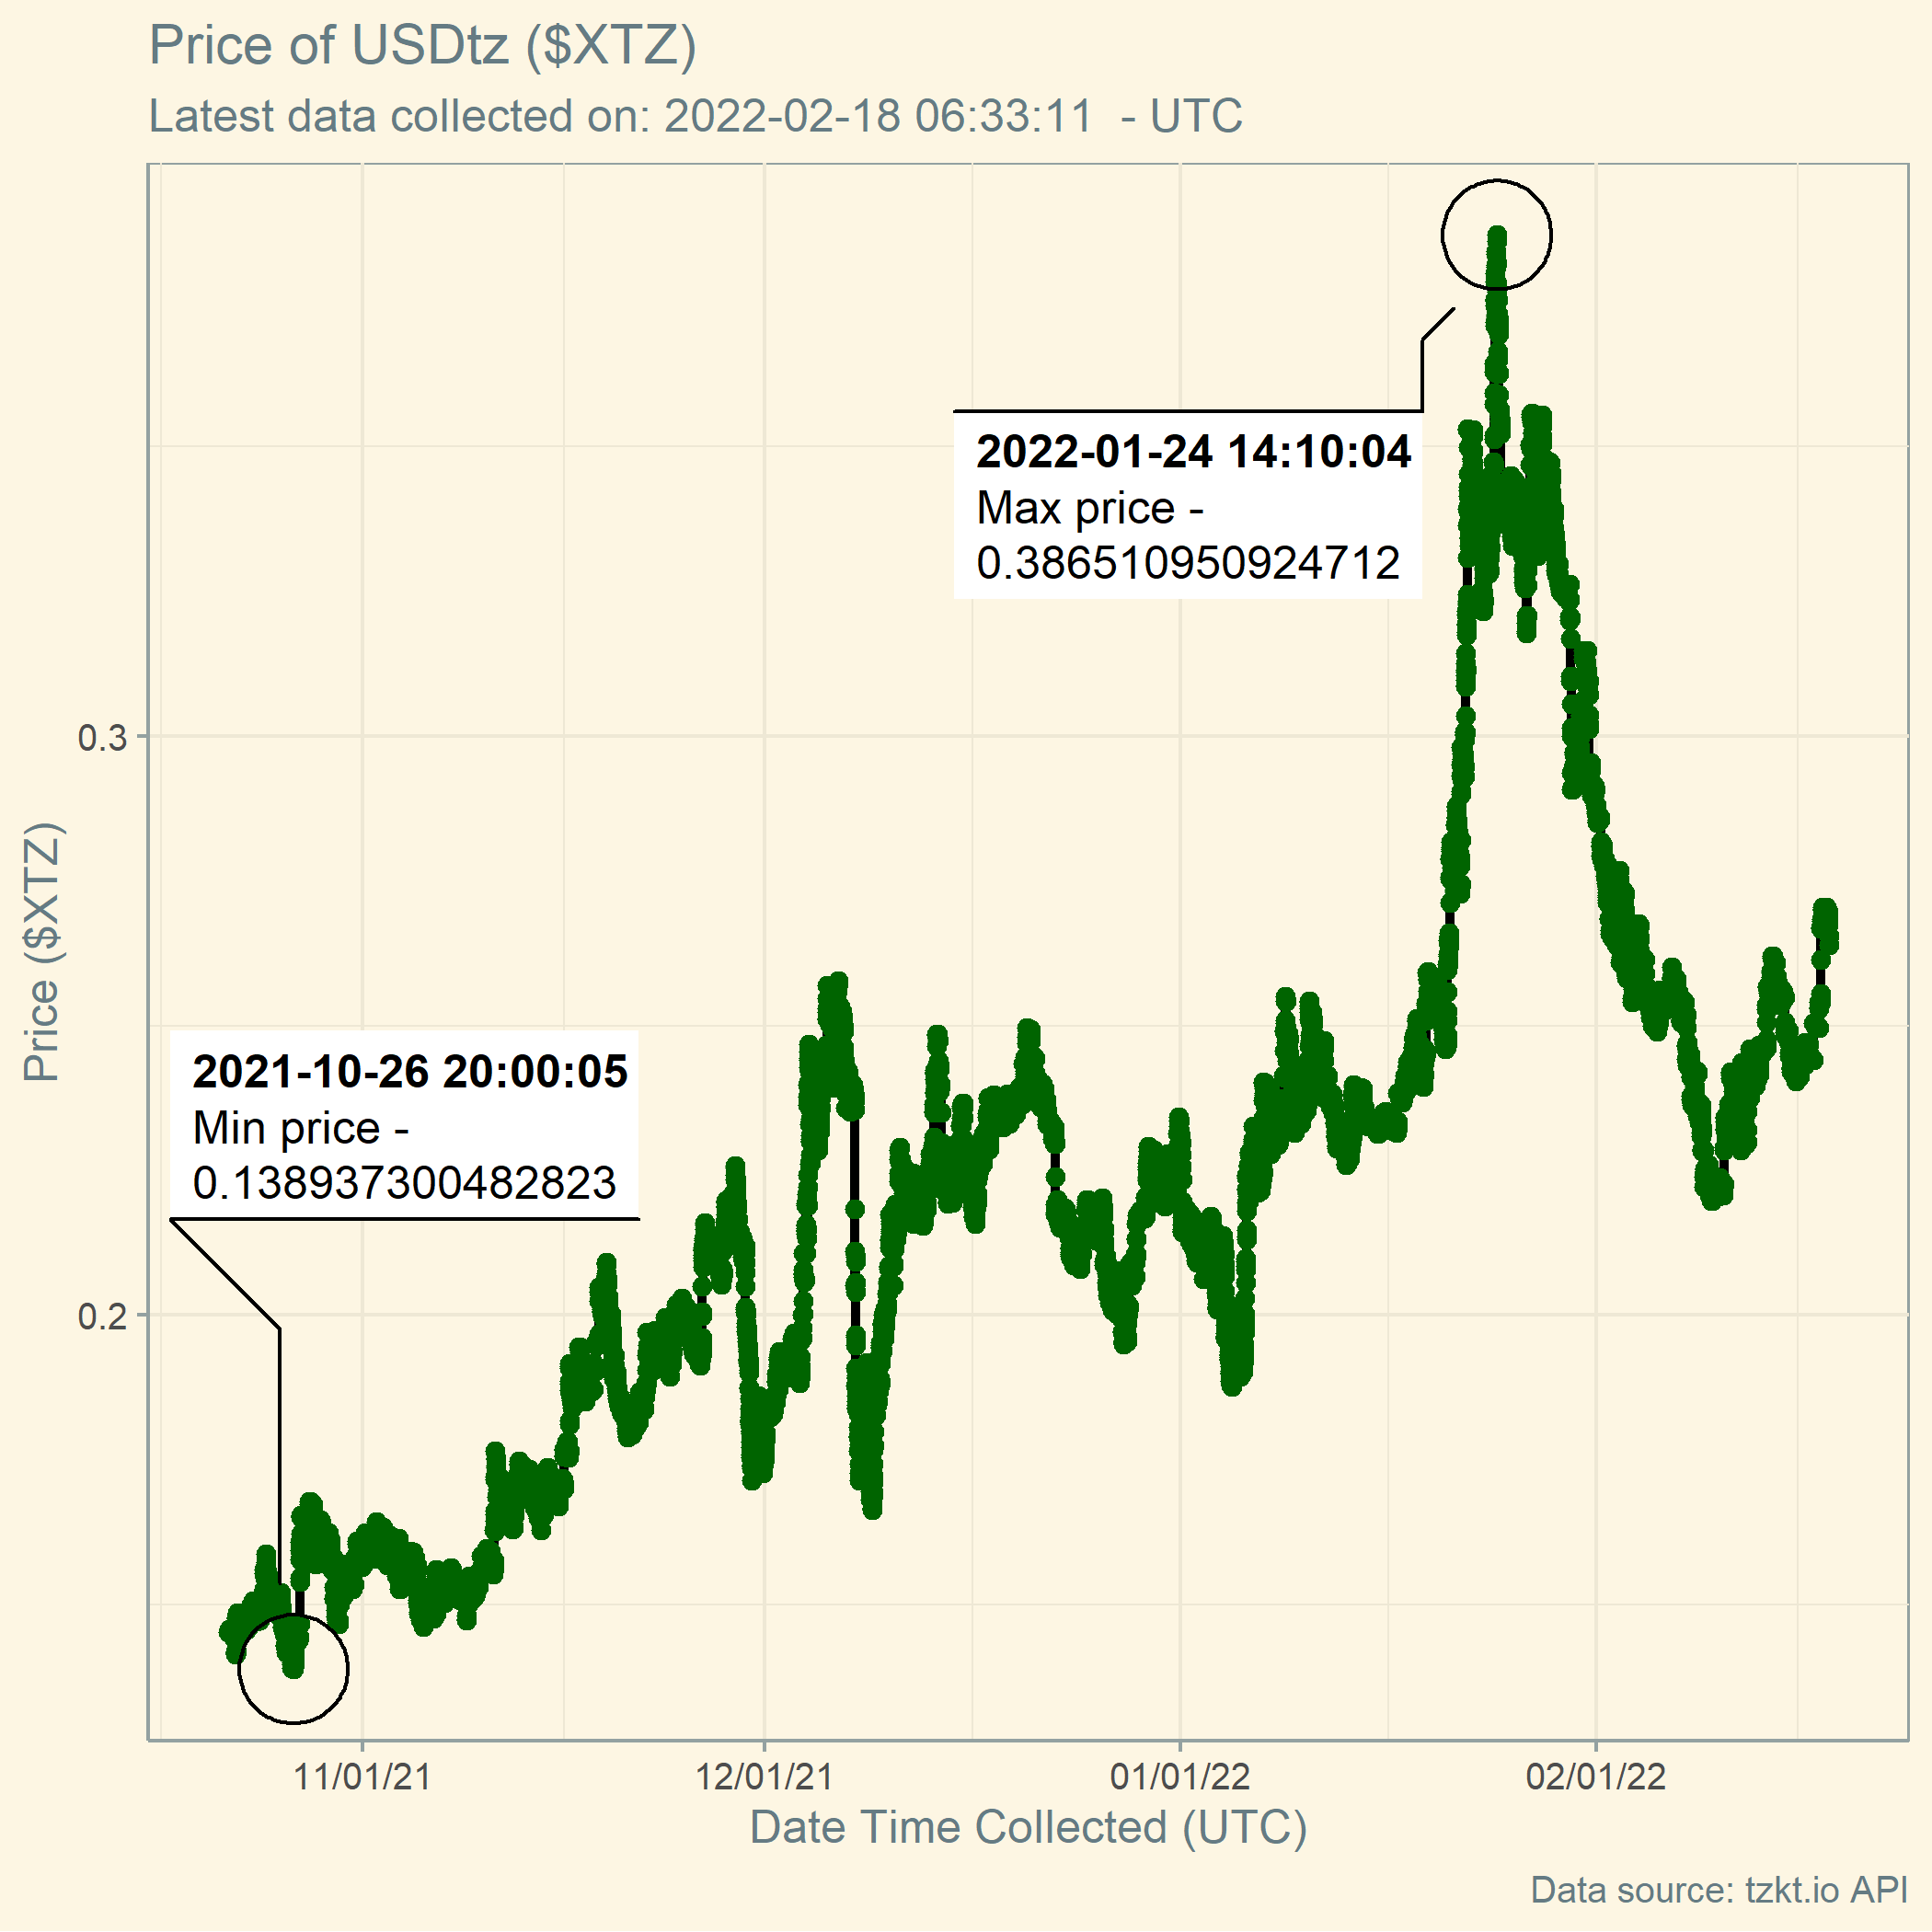 Price of USDtz ($XTZ)
Latest data collected on: 2022-02-18 06:33:11  - UTC
2022-01-24 14:10:04
Max price -
0.386510950924712
0.3
Price ($XTZ)
2021-10-26 20:00:05
Min price -
0.138937300482823
0.2
11/01/21
12/01/21
01/01/22
02/01/22
Date Time Collected (UTC)
Data source: tzkt.io API